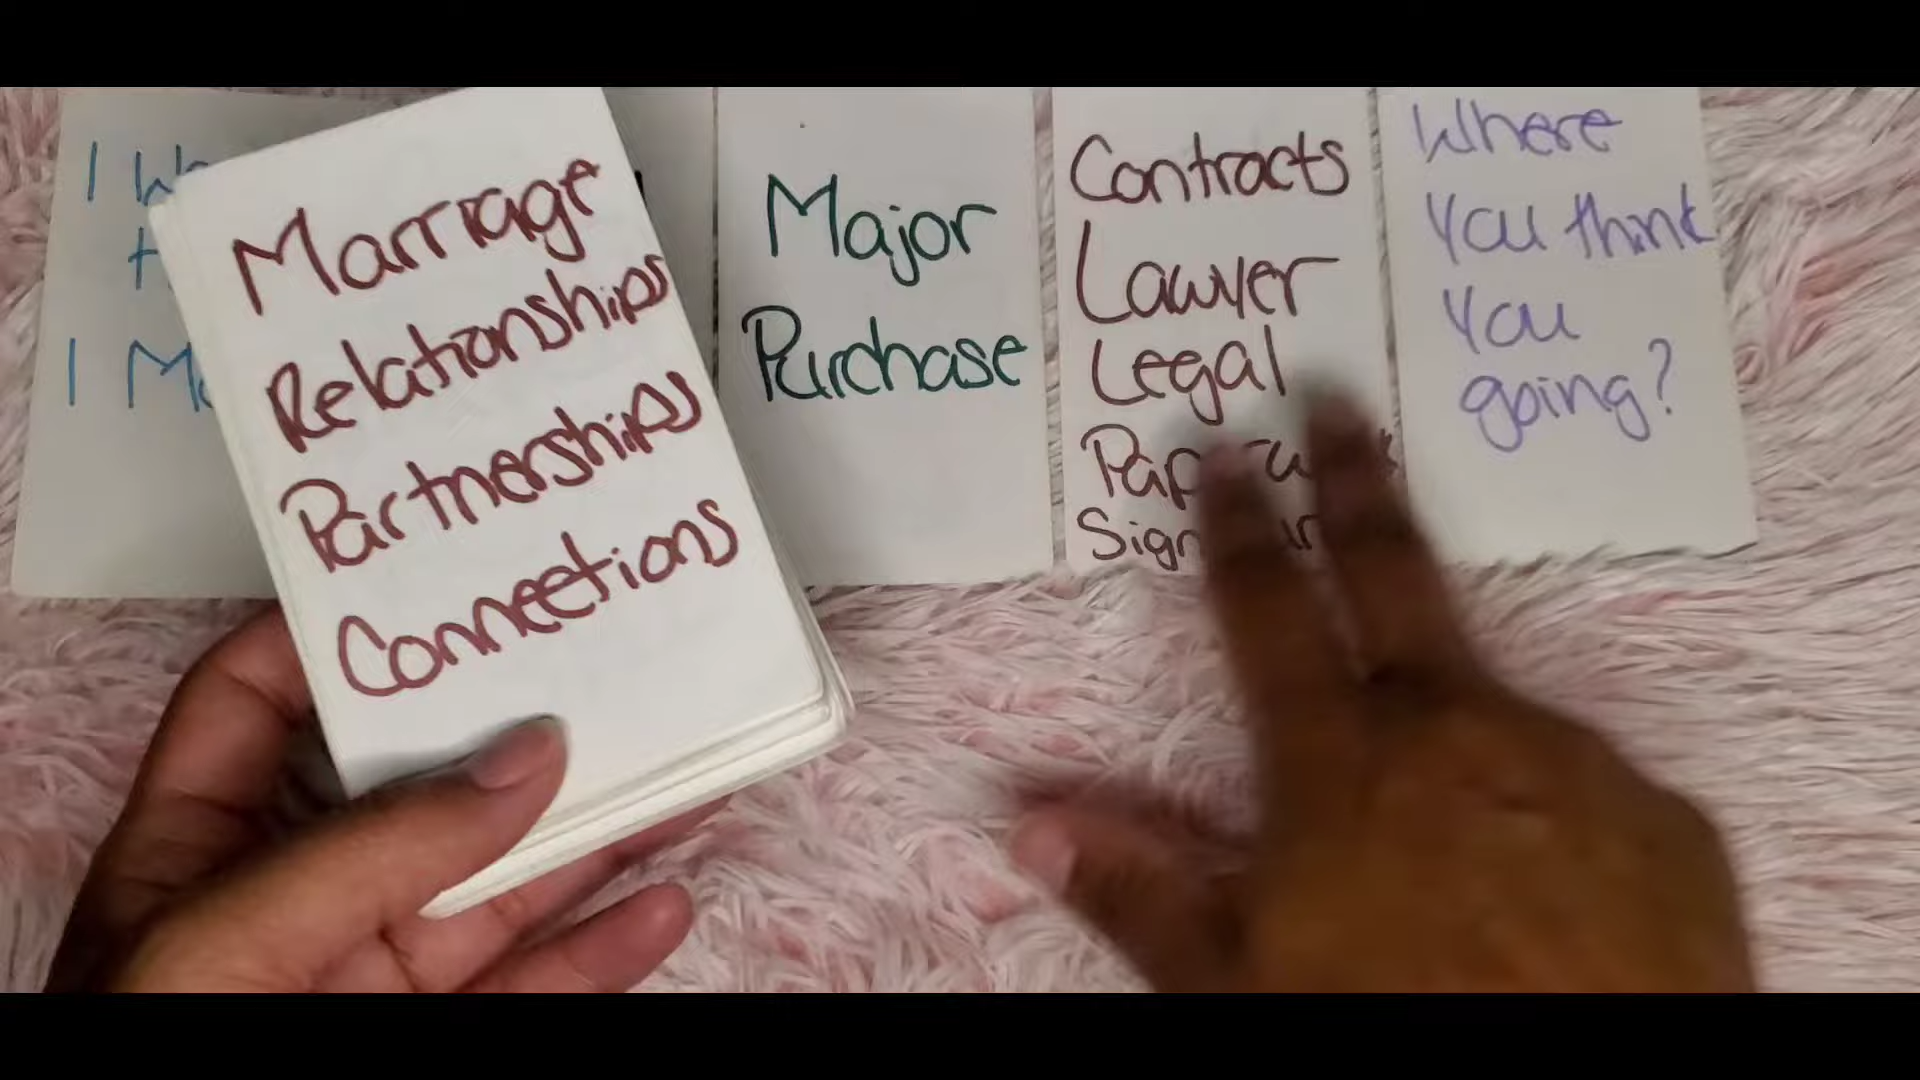 I
I
Marriage
Relationships
Partnerships
Connections
Major
Purchase
Contracts
Lawyer
Legal
Where
You think
You
going?